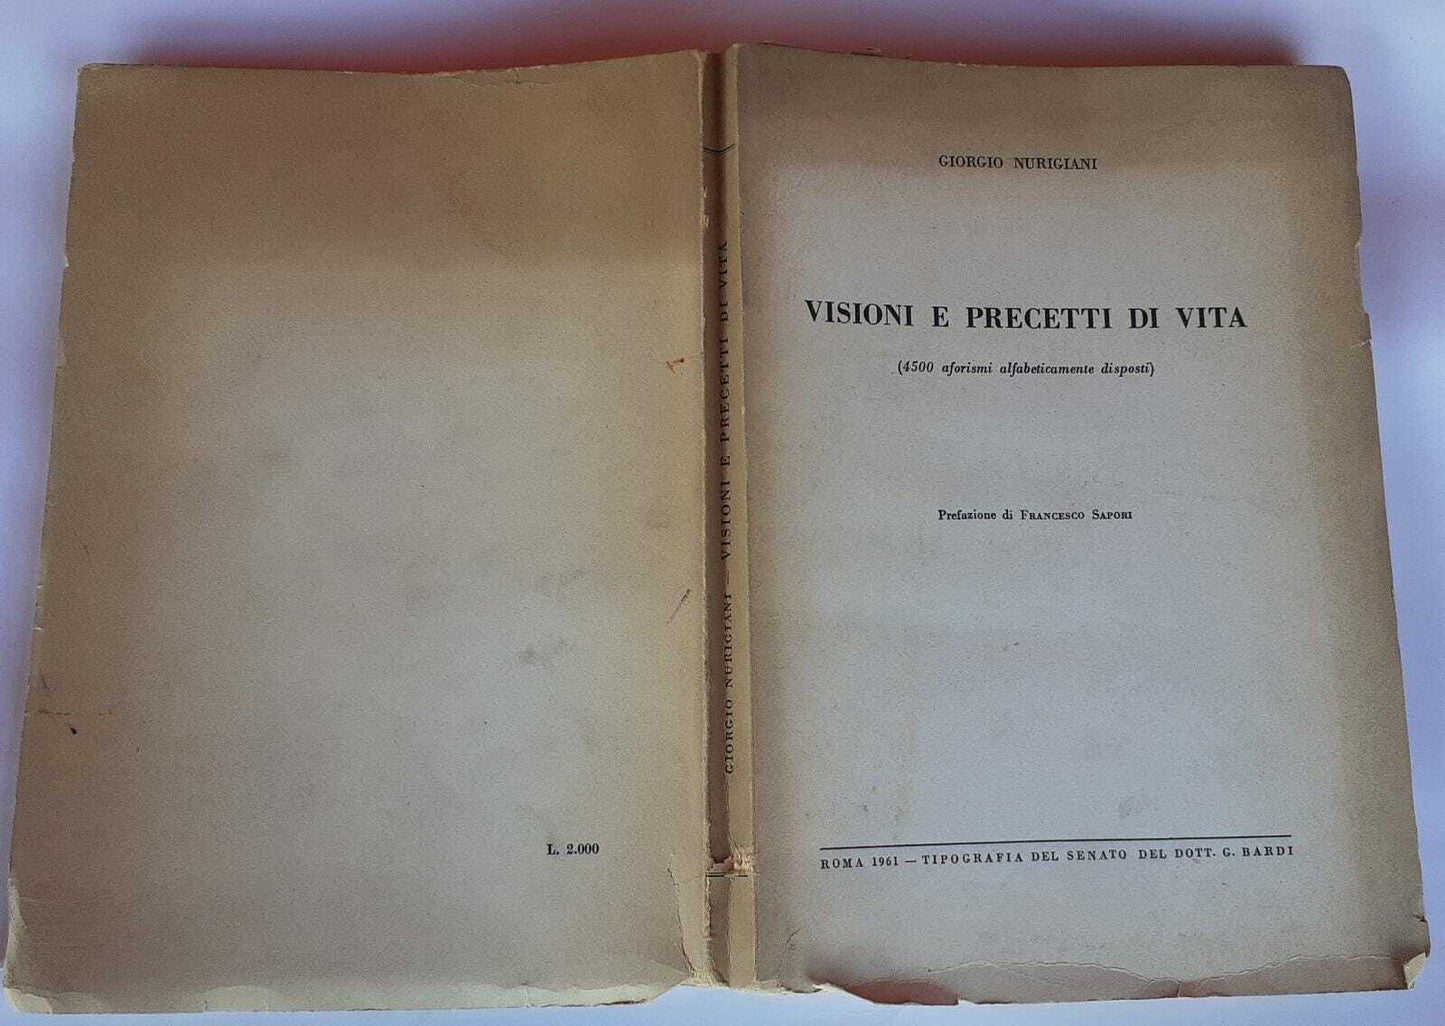 GIORGIO NURIGIANI
VISIONI E PRECETTI DI VITA
(4500 aforismi alfabeticamente disposti)
Prefazione di FRANCESCO SAPORI
ROMA 1961 — TIPOGRAFIA DEL SENATO DEL DOTT. G. BARDI
GIORGIO NURIGIANI — VISIONI E PRECETTI DI VITA
L. 2.000